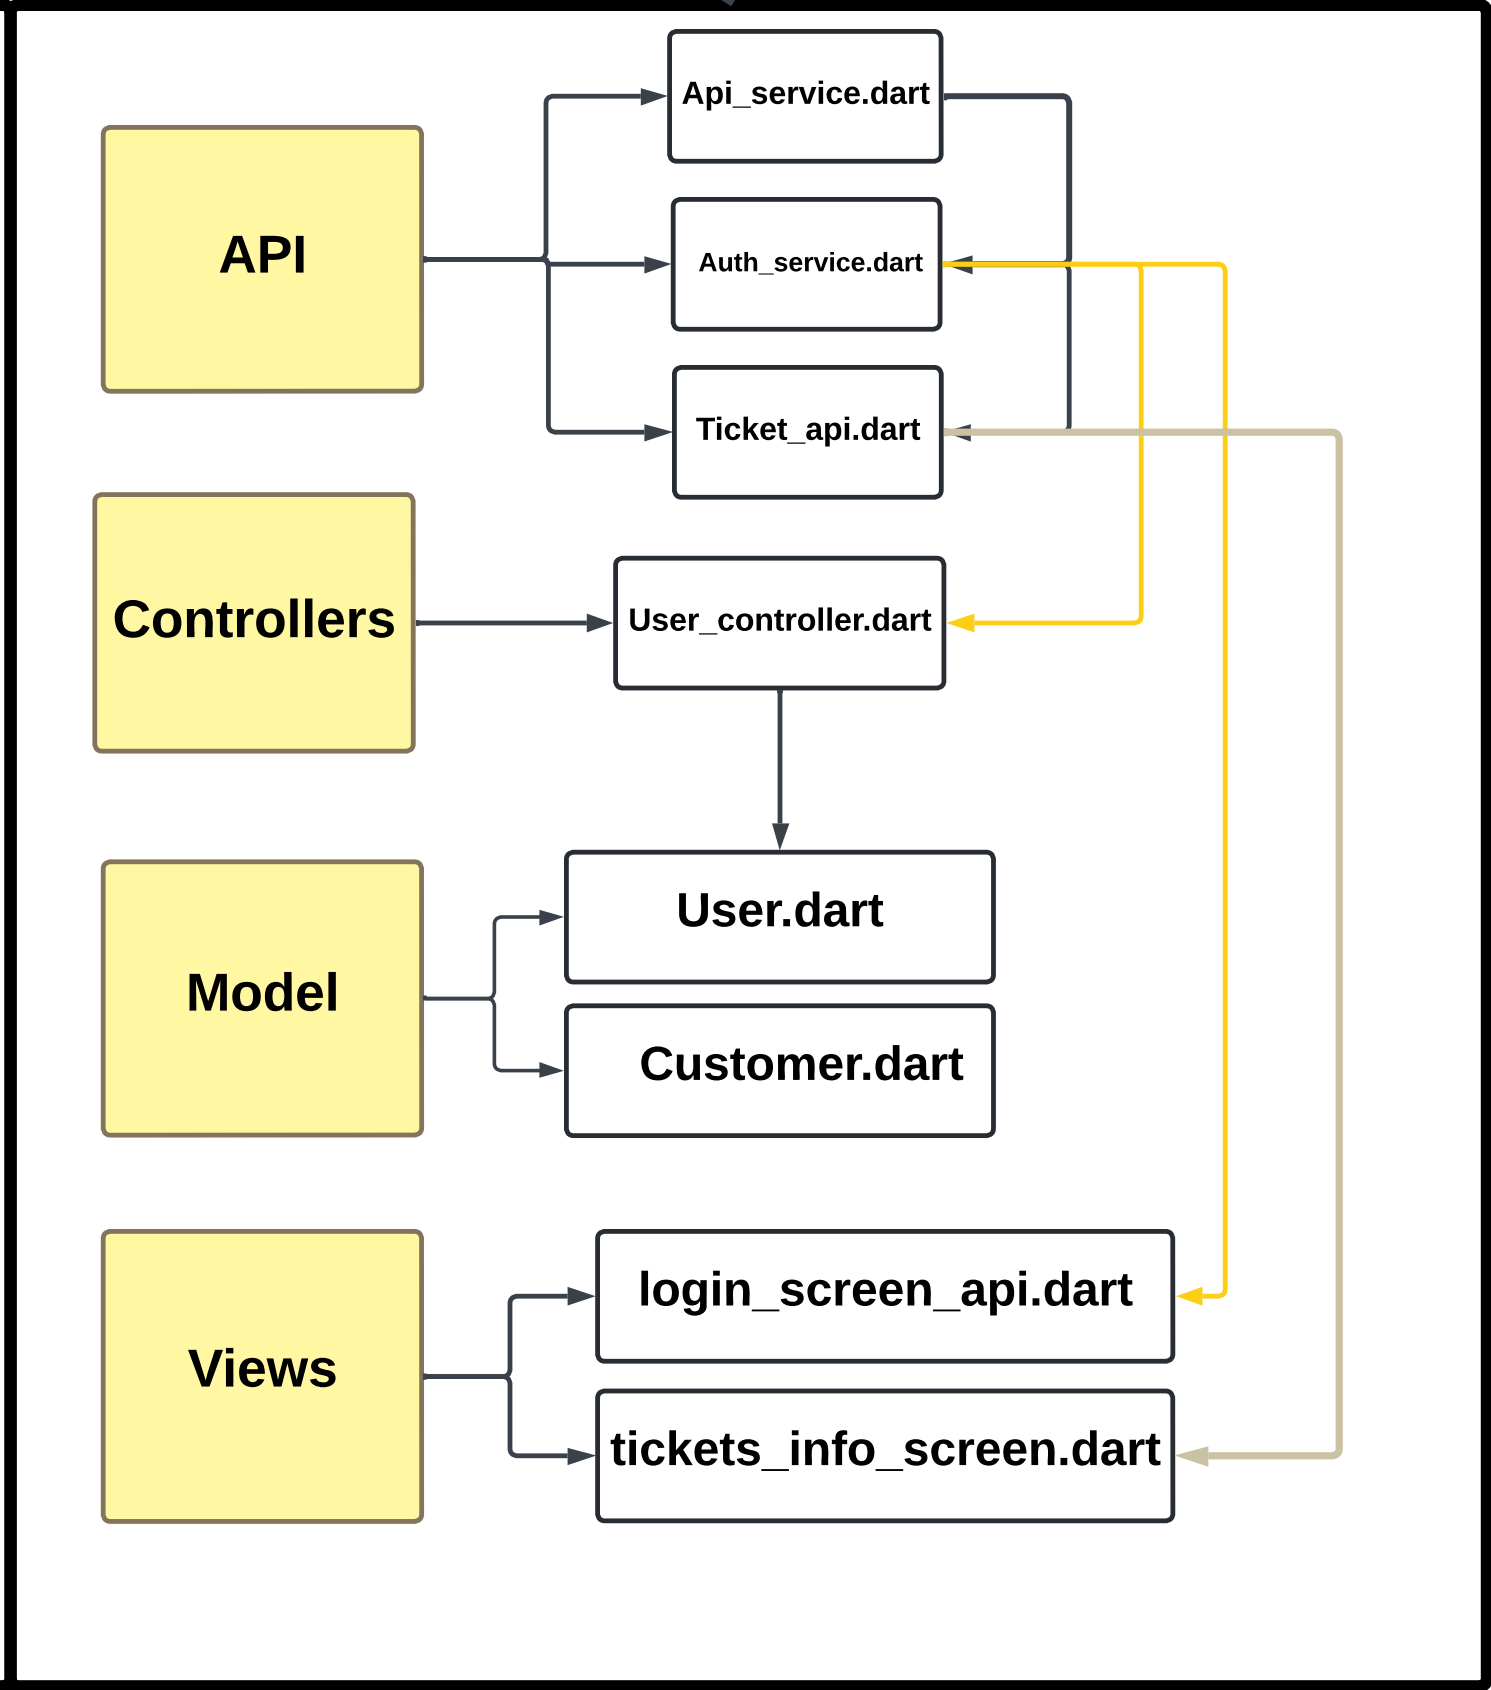 API
Api_service.dart
Auth_service.dart
Ticket_api.dart
Controllers
User_controller.dart
Model
User.dart
Customer.dart
Views
login_screen_api.dart
tickets_info_screen.dart